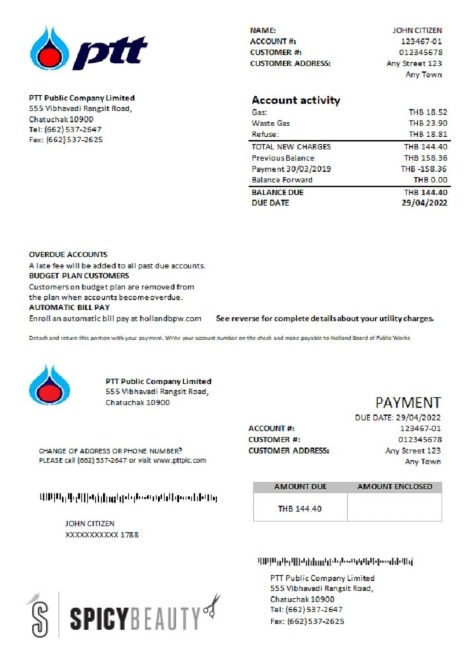 ptt
NAME: JOHN CITIZEN
ACCOUNT #: 123467-01
CUSTOMER #: 012345678
CUSTOMER ADDRESS: Any Street 123
Any Town
PTT Public Company Limited
555 Vibhavadi Rangsit Road,
Chatuchak 10900
Tel: (662) 537-2647
Fax: (662) 537-2625
Account activity
Gas: THB 18.52
Waste Gas THB 23.90
Refuse: THB 18.81
TOTAL NEW CHARGES THB 144.40
Previous Balance THB 158.36
Payment 30/03/2019 THB -158.36
Balance Forward THB 0.00
BALANCE DUE THB 144.40
DUE DATE 29/04/2022
OVERDUE ACCOUNTS
A late fee will be added to all past due accounts.
BUDGET PLAN CUSTOMERS
Customers on budget plan are removed from
the plan when accounts become overdue.
AUTOMATIC BILL PAY
Enroll an automatic bill pay at hollandbpw.com See reverse for complete details about your utility charges.
Detach and return this portion with your payment. Write your account number on the check and make payable to Holland Board of Public Works
PTT Public Company Limited
555 Vibhavadi Rangsit Road,
Chatuchak 10900
PAYMENT
DUE DATE: 29/04/2022
ACCOUNT #: 123467-01
CUSTOMER #: 012345678
CUSTOMER ADDRESS: Any Street 123
Any Town
CHANGE OF ADDRESS OR PHONE NUMBER?
PLEASE call (662) 537-2647 or visit www.pttplc.com
AMOUNT DUE AMOUNT ENCLOSED
THB 144.40
JOHN CITIZEN
XXXXXXXXXXX 1788
PTT Public Company Limited
555 Vibhavadi Rangsit Road,
Chatuchak 10900
Tel: (662) 537-2647
Fax: (662) 537-2625
S SPICYBEAUTY